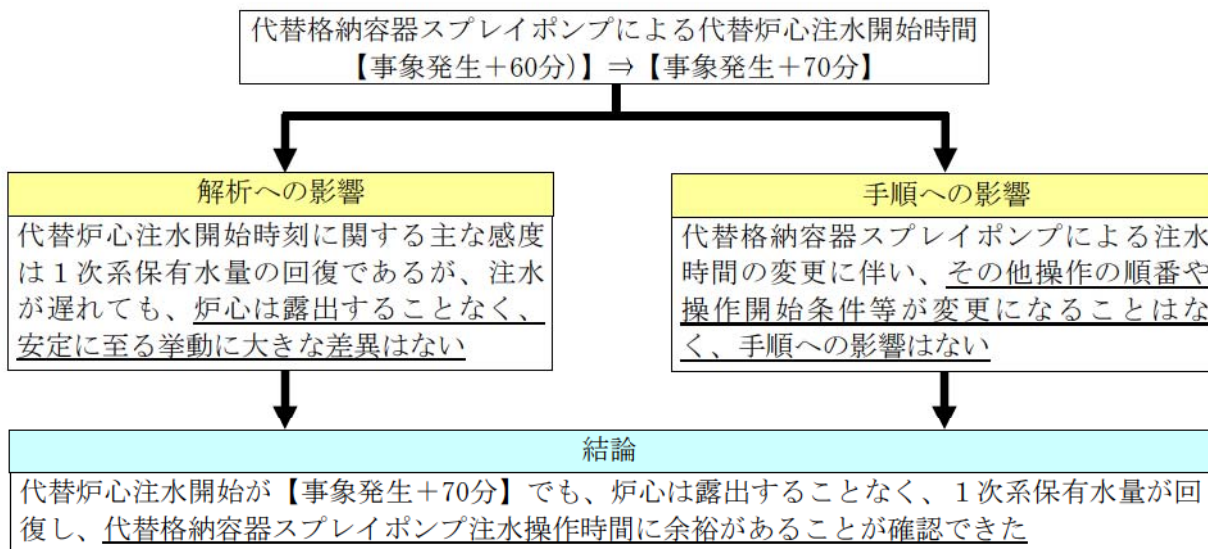 代替格納容器スプレイポンプによる代替炉心注水開始時間
【事象発生+60分)】⇒【事象発生+70分】
解析への影響
代替炉心注水開始時刻に関する主な感度
は1次系保有水量の回復であるが、注水
が遅れても、炉心は露出することなく、
安定に至る挙動に大きな差異はない
手順への影響
代替格納容器スプレイポンプによる注水
時間の変更に伴い、その他操作の順番や
操作開始条件等が変更になることはな
く、手順への影響はない
結論
代替炉心注水開始が【事象発生+70分】でも、炉心は露出することなく、1次系保有水量が回
復し、代替格納容器スプレイポンプ注水操作時間に余裕があることが確認できた